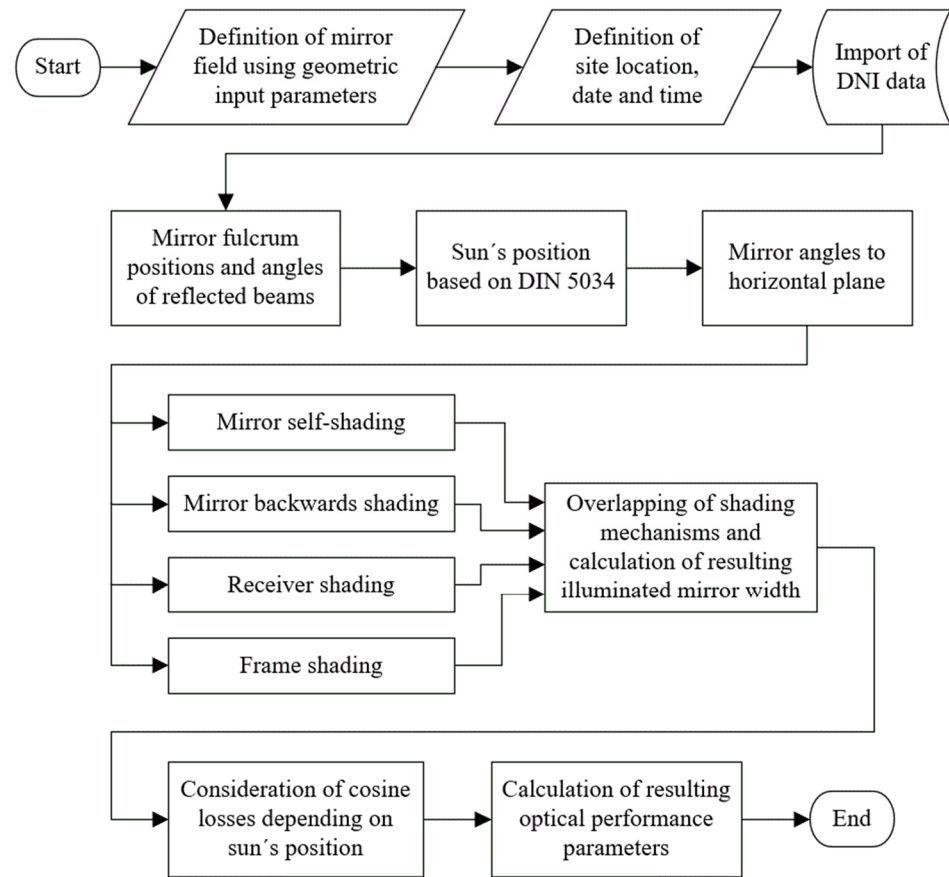 Start
Definition of mirror
field using geometric
input parameters
Definition of
site location,
date and time
Import of
DNI data
Mirror fulcrum
positions and angles
of reflected beams
Sun´s position
based on DIN 5034
Mirror angles to
horizontal plane
Mirror self-shading
Mirror backwards shading
Receiver shading
Frame shading
Overlapping of shading
mechanisms and
calculation of resulting
illuminated mirror width
Consideration of cosine
losses depending on
sun´s position
Calculation of resulting
optical performance
parameters
End